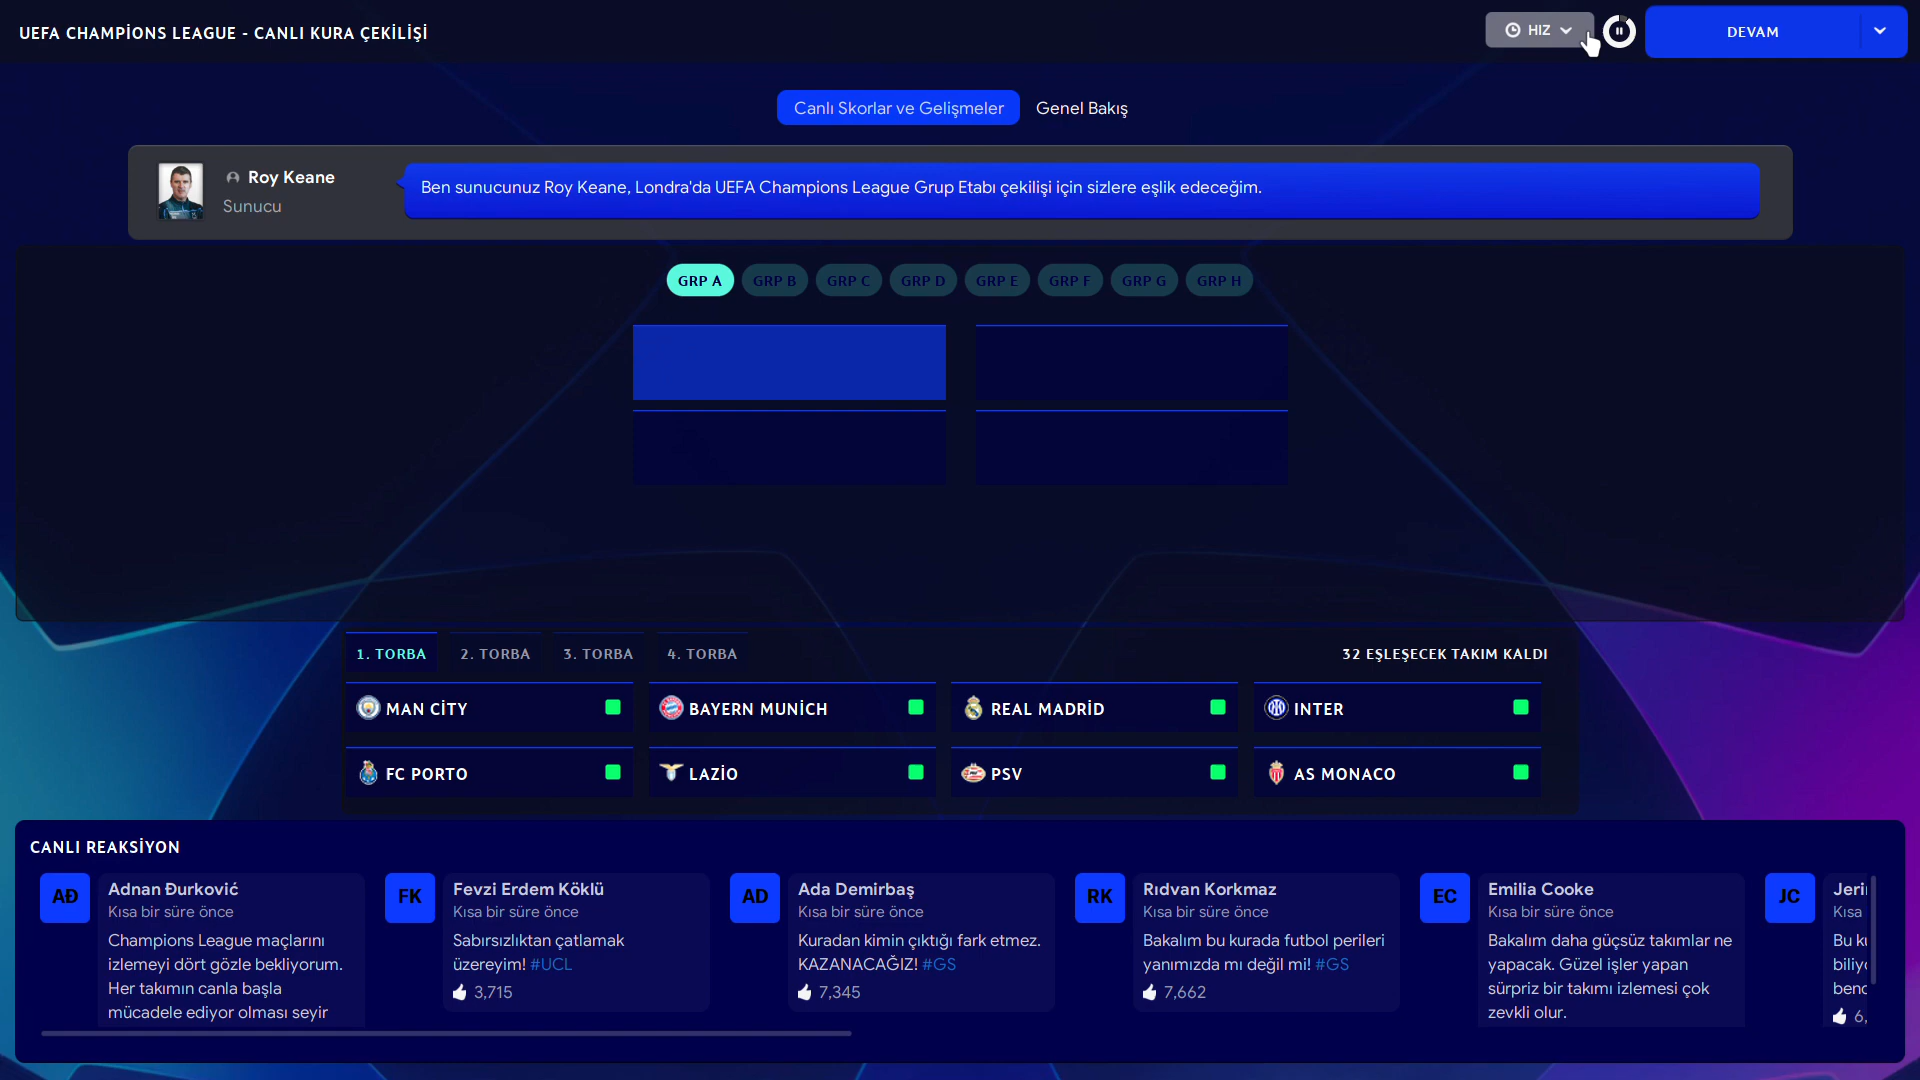 UEFA CHAMPİONS LEAGUE - CANLI KURA ÇEKİLİŞİ
HIZ
DEVAM
Canlı Skorlar ve Gelişmeler
Genel Bakış
Roy Keane
Sunucu
Ben sunucunuz Roy Keane, Londra'da UEFA Champions League Grup Etabı çekilişi için sizlere eşlik edeceğim.
GRP A
GRP B
GRP C
GRP D
GRP E
GRP F
GRP G
GRP H
1. TORBA
2. TORBA
3. TORBA
4. TORBA
32 EŞLEŞECEK TAKIM KALDI
MAN CİTY
BAYERN MUNİCH
REAL MADRİD
INTER
FC PORTO
LAZİO
PSV
AS MONACO
CANLI REAKSİYON
AĐ
Adnan Đurković
Kısa bir süre önce
Champions League maçlarını
izlemeyi dört gözle bekliyorum.
Her takımın canla başla
mücadele ediyor olması seyir
FK
Fevzi Erdem Köklü
Kısa bir süre önce
Sabırsızlıktan çatlamak
üzereyim! #UCL
3,715
AD
Ada Demirbaş
Kısa bir süre önce
Kuradan kimin çıktığı fark etmez.
KAZANACAĞIZ! #GS
7,345
RK
Rıdvan Korkmaz
Kısa bir süre önce
Bakalım bu kurada futbol perileri
yanımızda mı değil mi! #GS
7,662
EC
Emilia Cooke
Kısa bir süre önce
Bakalım daha güçsüz takımlar ne
yapacak. Güzel işler yapan
sürpriz bir takımı izlemesi çok
zevkli olur.
JC
Kısa
6,